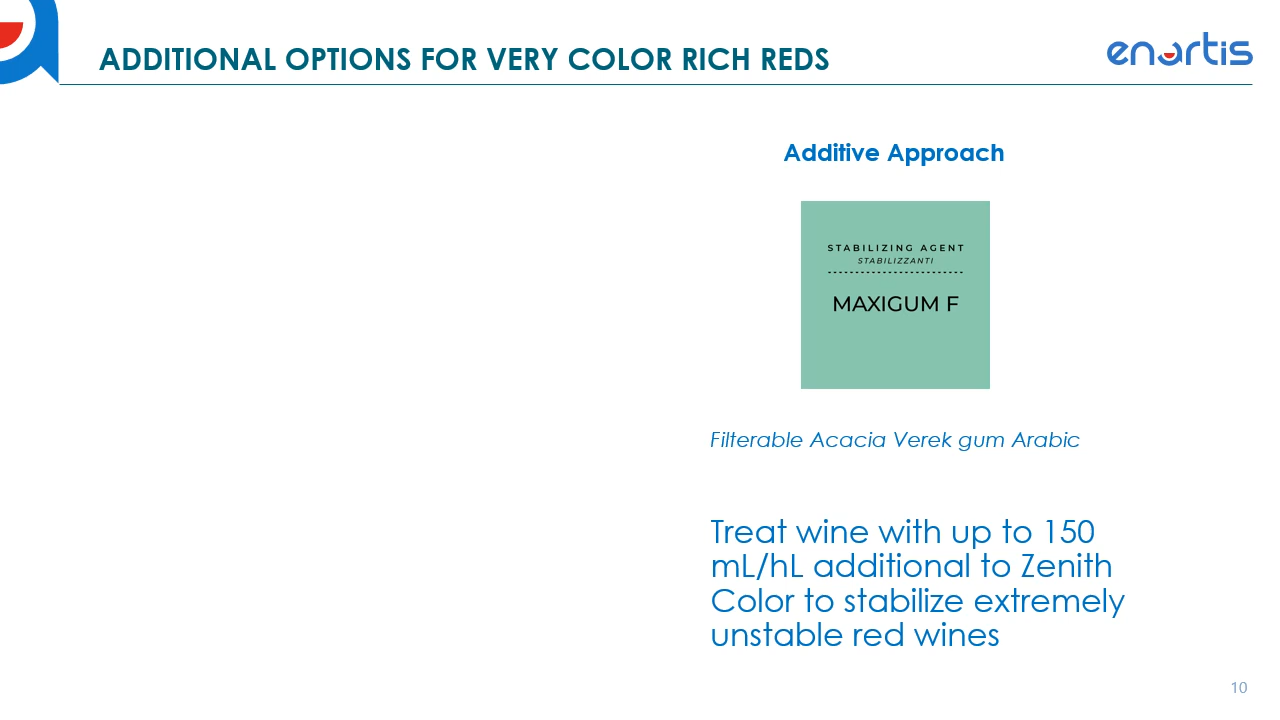 ADDITIONAL OPTIONS FOR VERY COLOR RICH REDS
enartis
Additive Approach
STABILIZING AGENT
STABILIZZANTI
MAXIGUM F
Filterable Acacia Verek gum Arabic
Treat wine with up to 150
mL/hL additional to Zenith
Color to stabilize extremely
unstable red wines
10